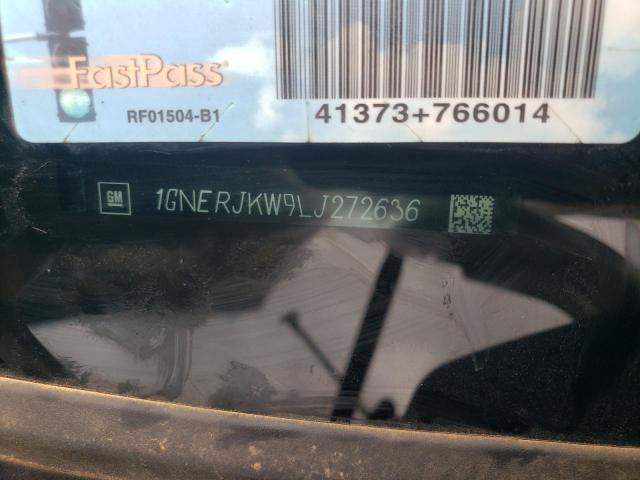 FastPass®
RF01504-B1
41373+766014
GM
1GNERJKW9LJ272636